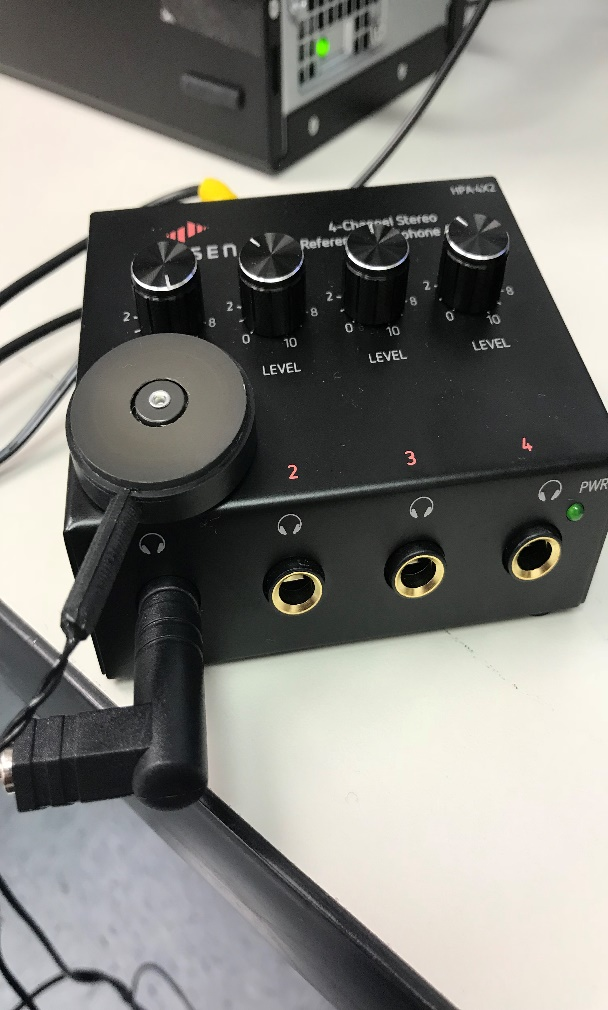 HPA-4X2
4-Channel Stereo
SEN
2 8 2 8 2 8 2 8
0 10 0 10 0 10
LEVEL LEVEL LEVEL
2 3 4
PWR